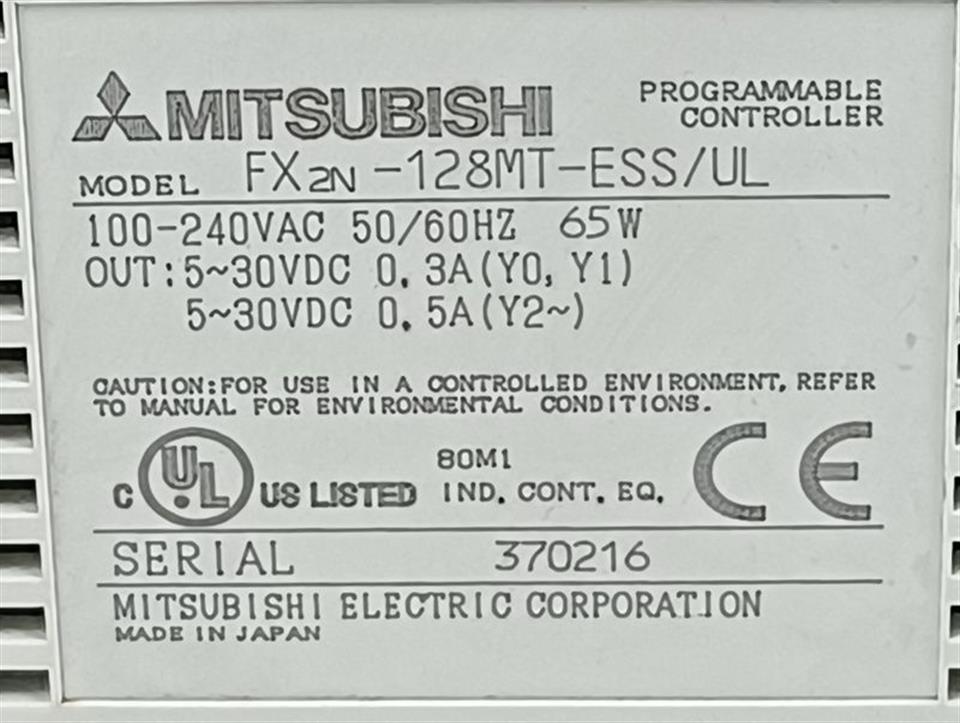 MITSUBISHI
PROGRAMMABLE
CONTROLLER
MODEL FX2N-128MT-ESS/UL
100-240VAC 50/60HZ 65W
OUT:5~30VDC 0.3A(Y0, Y1)
5~30VDC 0.5A(Y2~)
CAUTION:FOR USE IN A CONTROLLED ENVIRONMENT, REFER
TO MANUAL FOR ENVIRONMENTAL CONDITIONS.
C UL US LISTED
80M1
IND. CONT. EQ.
CE
SERIAL 370216
MITSUBISHI ELECTRIC CORPORATION
MADE IN JAPAN